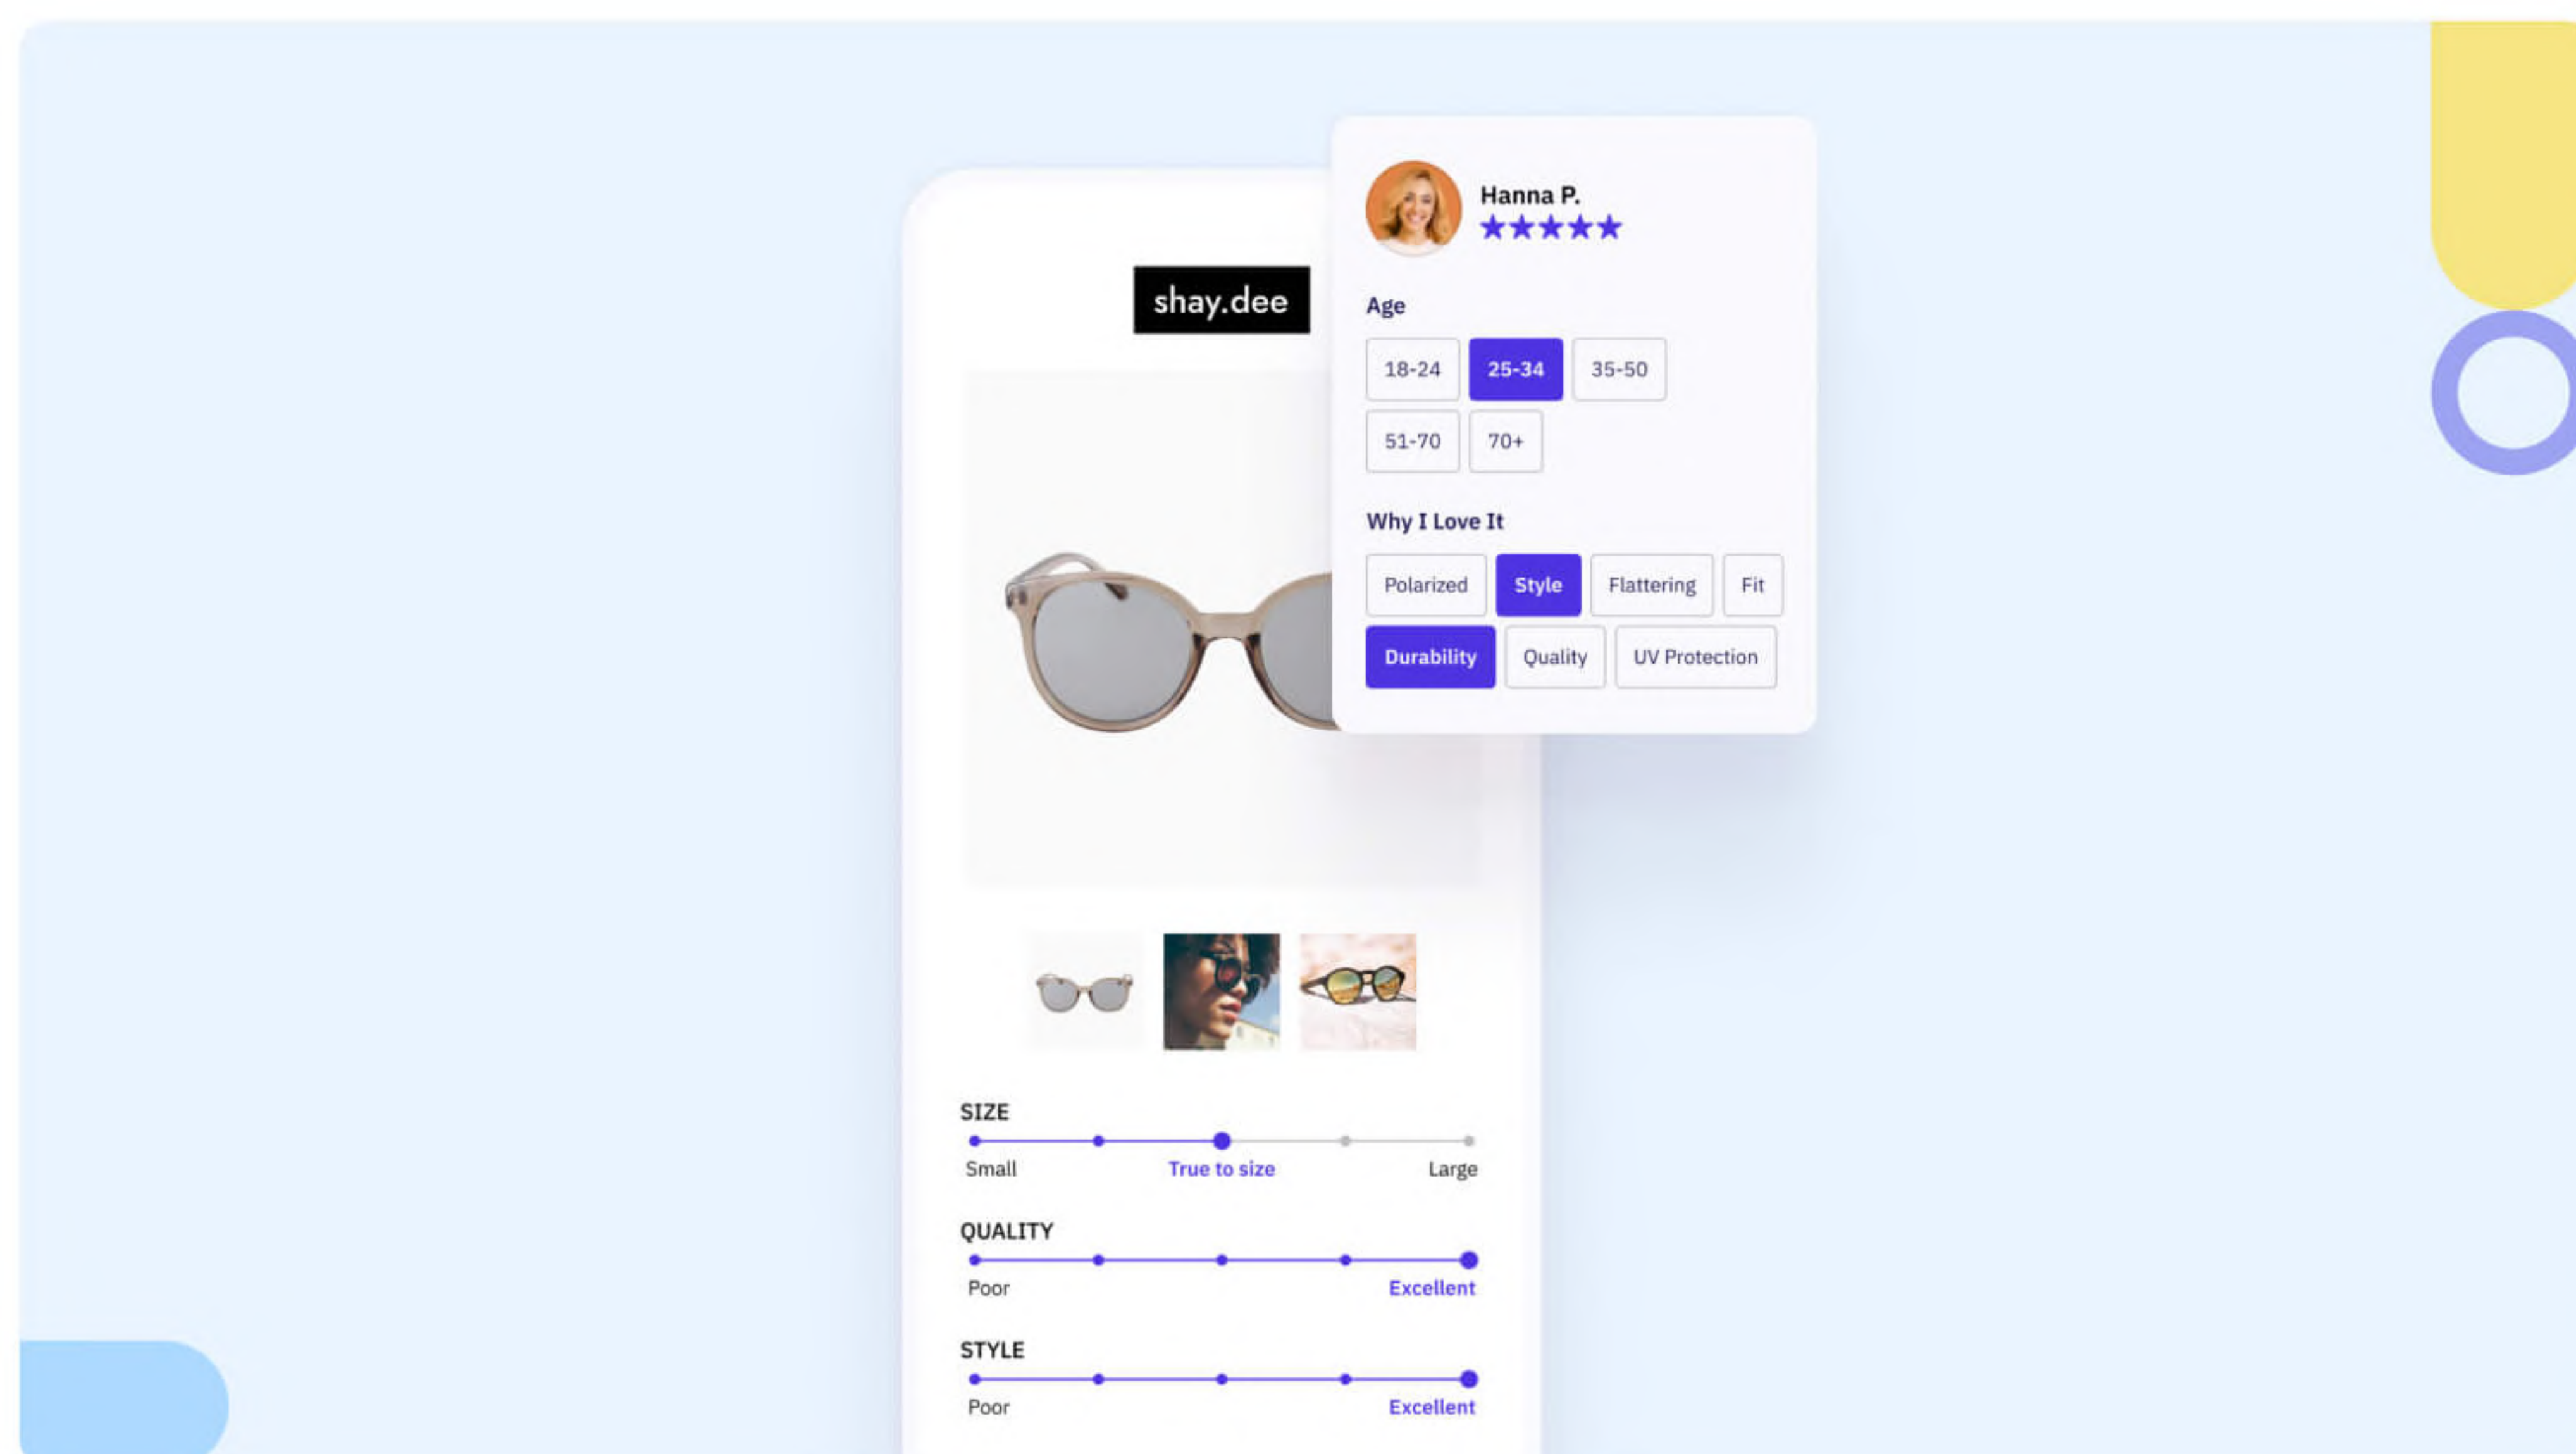 Hanna P.
shay.dee
Age
18-24 25-34 35-50
51-70 70+
Why I Love It
Polarized Style Flattering Fit
Durability Quality UV Protection
SIZE
Small True to size Large
QUALITY
Poor Excellent
STYLE
Poor Excellent